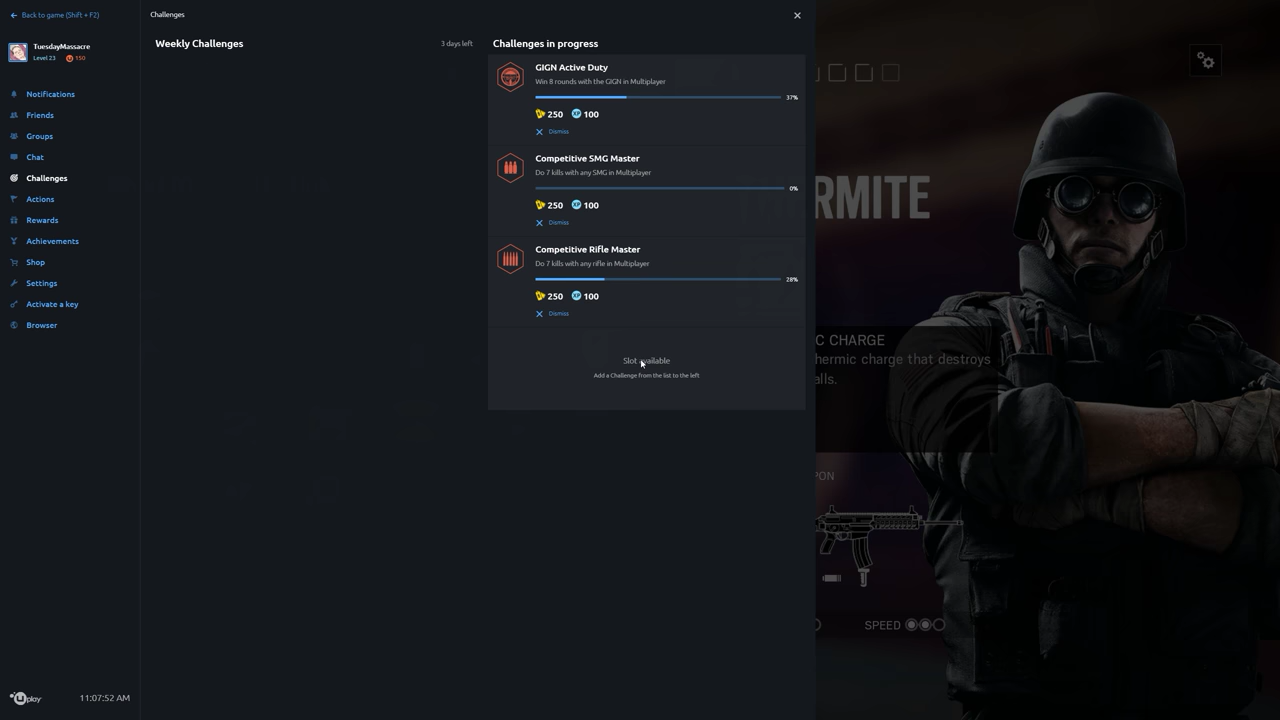 Back to game (Shift + F2)
TuesdayMassacre
Level 23
150
Notifications
Friends
Groups
Chat
Challenges
Actions
Rewards
Achievements
Shop
Settings
Activate a key
Browser
uplay
11:07:52 AM
Challenges
Weekly Challenges
3 days left
Challenges in progress
GIGN Active Duty
Win 8 rounds with the GIGN in Multiplayer
37%
250
XP 100
Dismiss
Competitive SMG Master
Do 7 kills with any SMG in Multiplayer
0%
250
XP 100
Dismiss
Competitive Rifle Master
Do 7 kills with any rifle in Multiplayer
28%
250
XP 100
Dismiss
Slot available
Add a Challenge from the list to the left
RMITE
C CHARGE
hermic charge that destroys
alls.
PON
SPEED